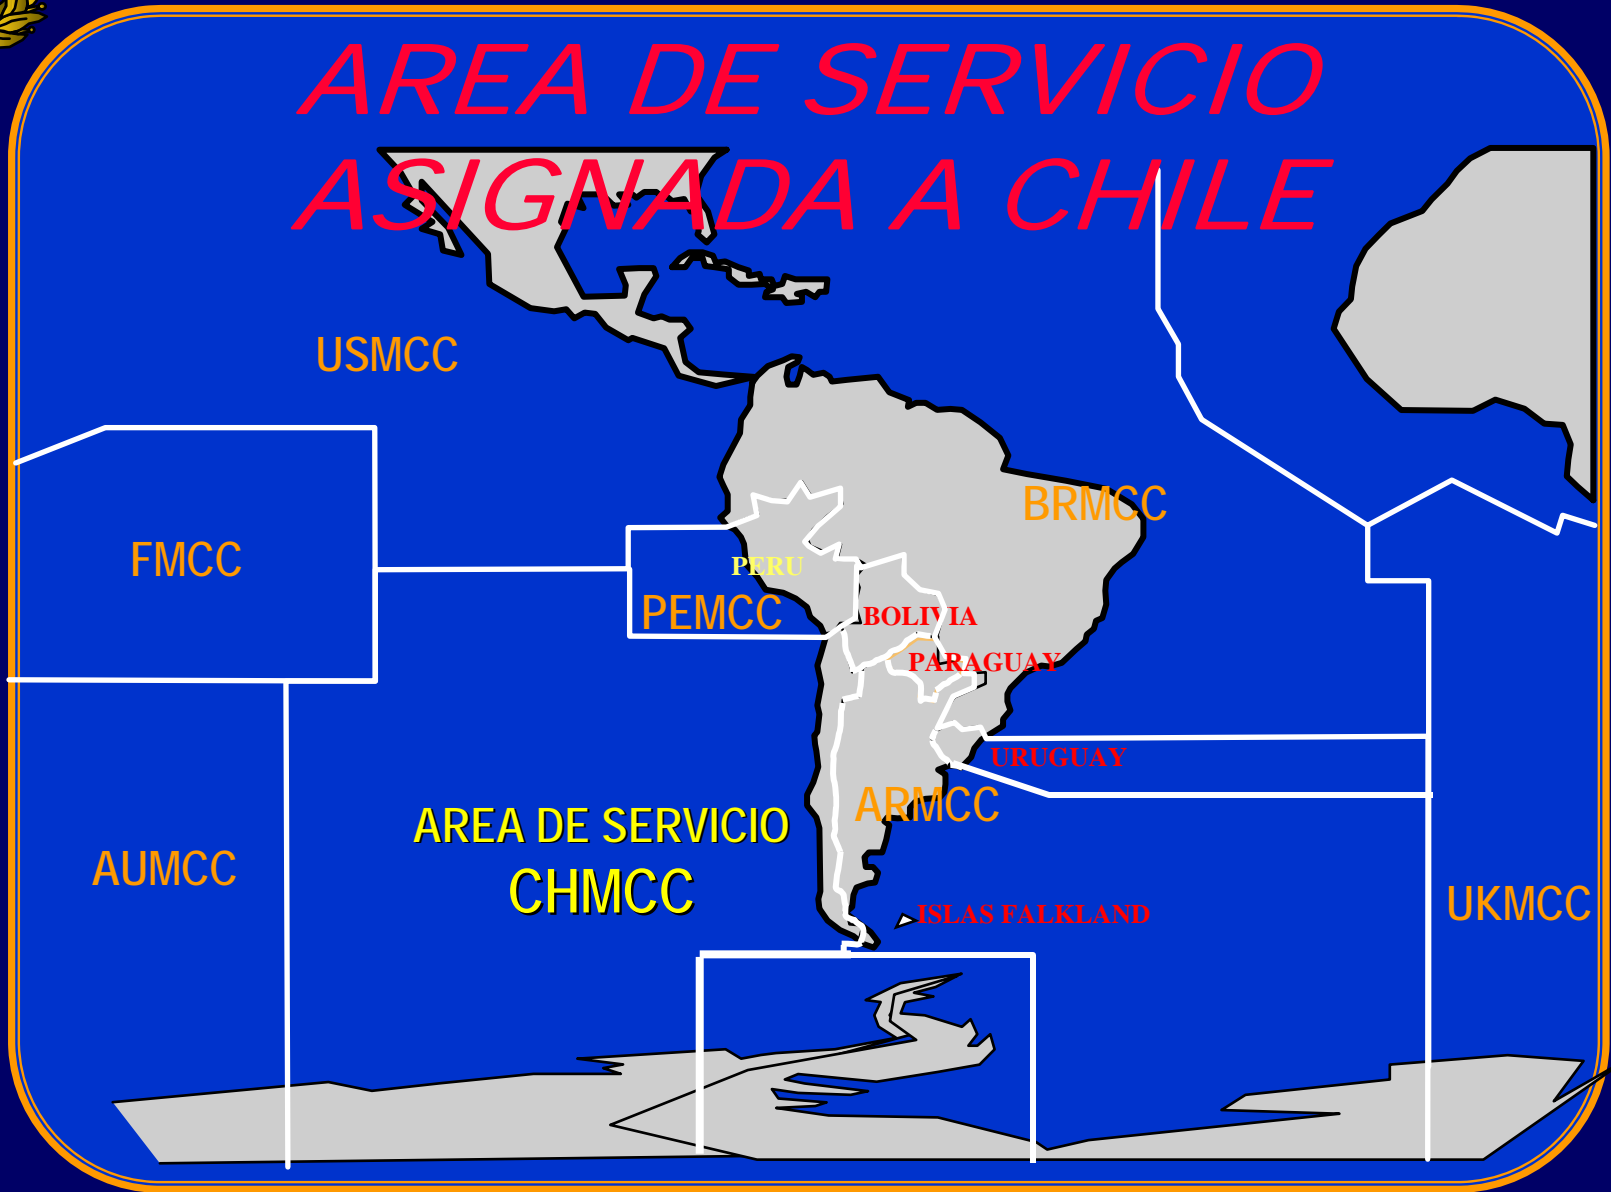 AREA DE SERVICIO
ASIGNADA A CHILE
USMCC
BRMCC
FMCC
PERU
PEMCC
BOLIVIA
PARAGUAY
URUGUAY
ARMCC
AREA DE SERVICIO
CHMCC
AUMCC
UKMCC
ISLAS FALKLAND